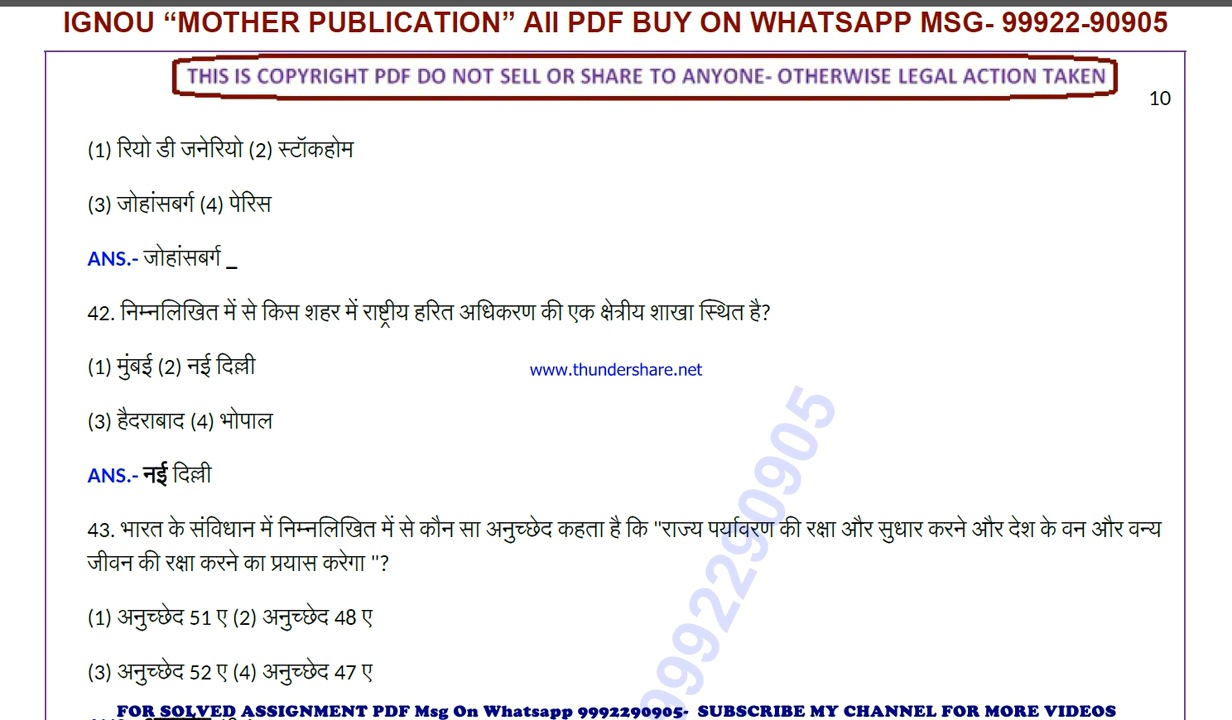 IGNOU “MOTHER PUBLICATION” All PDF BUY ON WHATSAPP MSG- 99922-90905
THIS IS COPYRIGHT PDF DO NOT SELL OR SHARE TO ANYONE- OTHERWISE LEGAL ACTION TAKEN
10
(1) रियो डी जनेरियो (2) स्टॉकहोम
(3) जोहांसबर्ग (4) पेरिस
ANS.- जोहांसबर्ग _
42. निम्नलिखित में से किस शहर में राष्ट्रीय हरित अधिकरण की एक क्षेत्रीय शाखा स्थित है?
(1) मुंबई (2) नई दिल्ली
www.thundershare.net
(3) हैदराबाद (4) भोपाल
ANS.- नई दिल्ली
43. भारत के संविधान में निम्नलिखित में से कौन सा अनुच्छेद कहता है कि "राज्य पर्यावरण की रक्षा और सुधार करने और देश के वन और वन्य
जीवन की रक्षा करने का प्रयास करेगा "?
(1) अनुच्छेद 51 ए (2) अनुच्छेद 48 ए
(3) अनुच्छेद 52 ए (4) अनुच्छेद 47 ए
9992290905
FOR SOLVED ASSIGNMENT PDF Msg On Whatsapp 9992290905- SUBSCRIBE MY CHANNEL FOR MORE VIDEOS